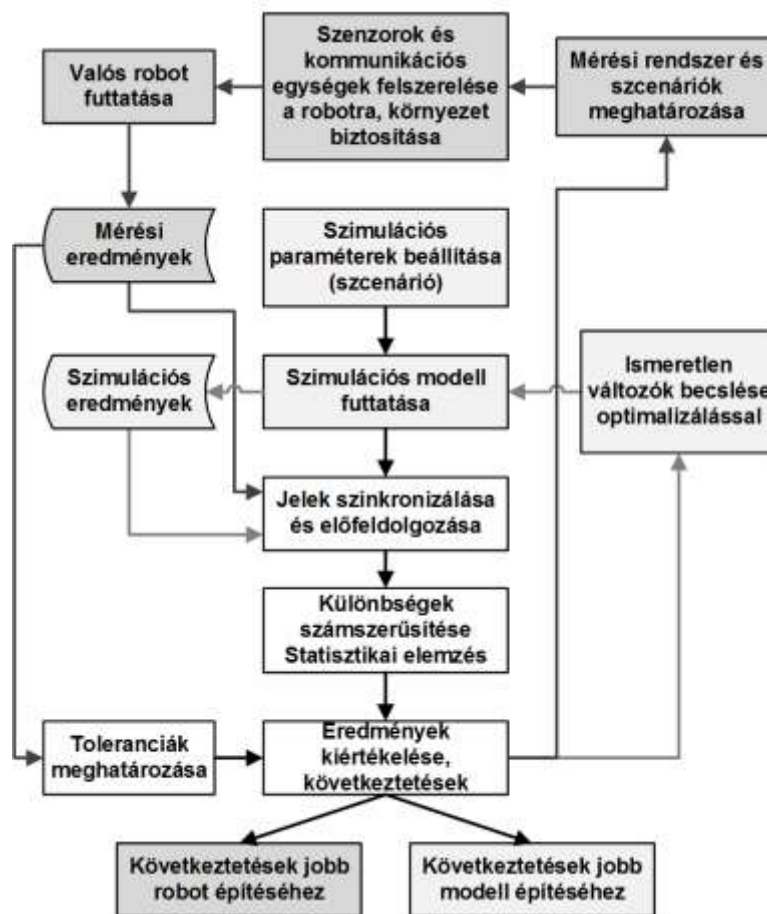 Valós robot
futtatása
Szenzorok és
kommunikációs
egységek felszerelése
a robotra, környezet
biztosítása
Mérési rendszer és
szcenáriók
meghatározása
Mérési
eredmények
Szimulációs
paraméterek beállítása
(szcenárió)
Szimulációs
eredmények
Szimulációs modell
futtatása
Ismeretlen
változók becslése
optimalizálással
Jelek szinkronizálása
és előfeldolgozása
Különbségek
számszerűsítése
Statisztikai elemzés
Toleranciák
meghatározása
Eredmények
kiértékelése,
következtetések
Következtetések jobb
robot építéséhez
Következtetések jobb
modell építéséhez